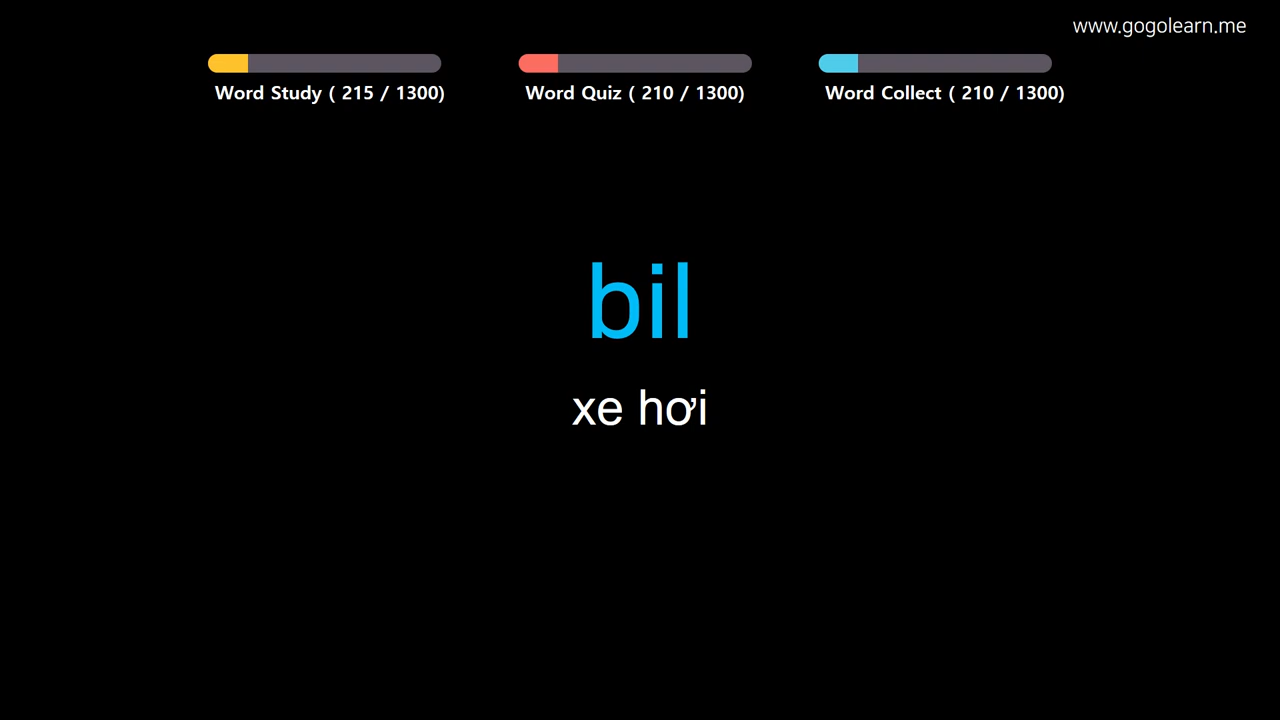 www.gogolearn.me
Word Study ( 215 / 1300)
Word Quiz ( 210 / 1300)
Word Collect ( 210 / 1300)
bil
xe hơi